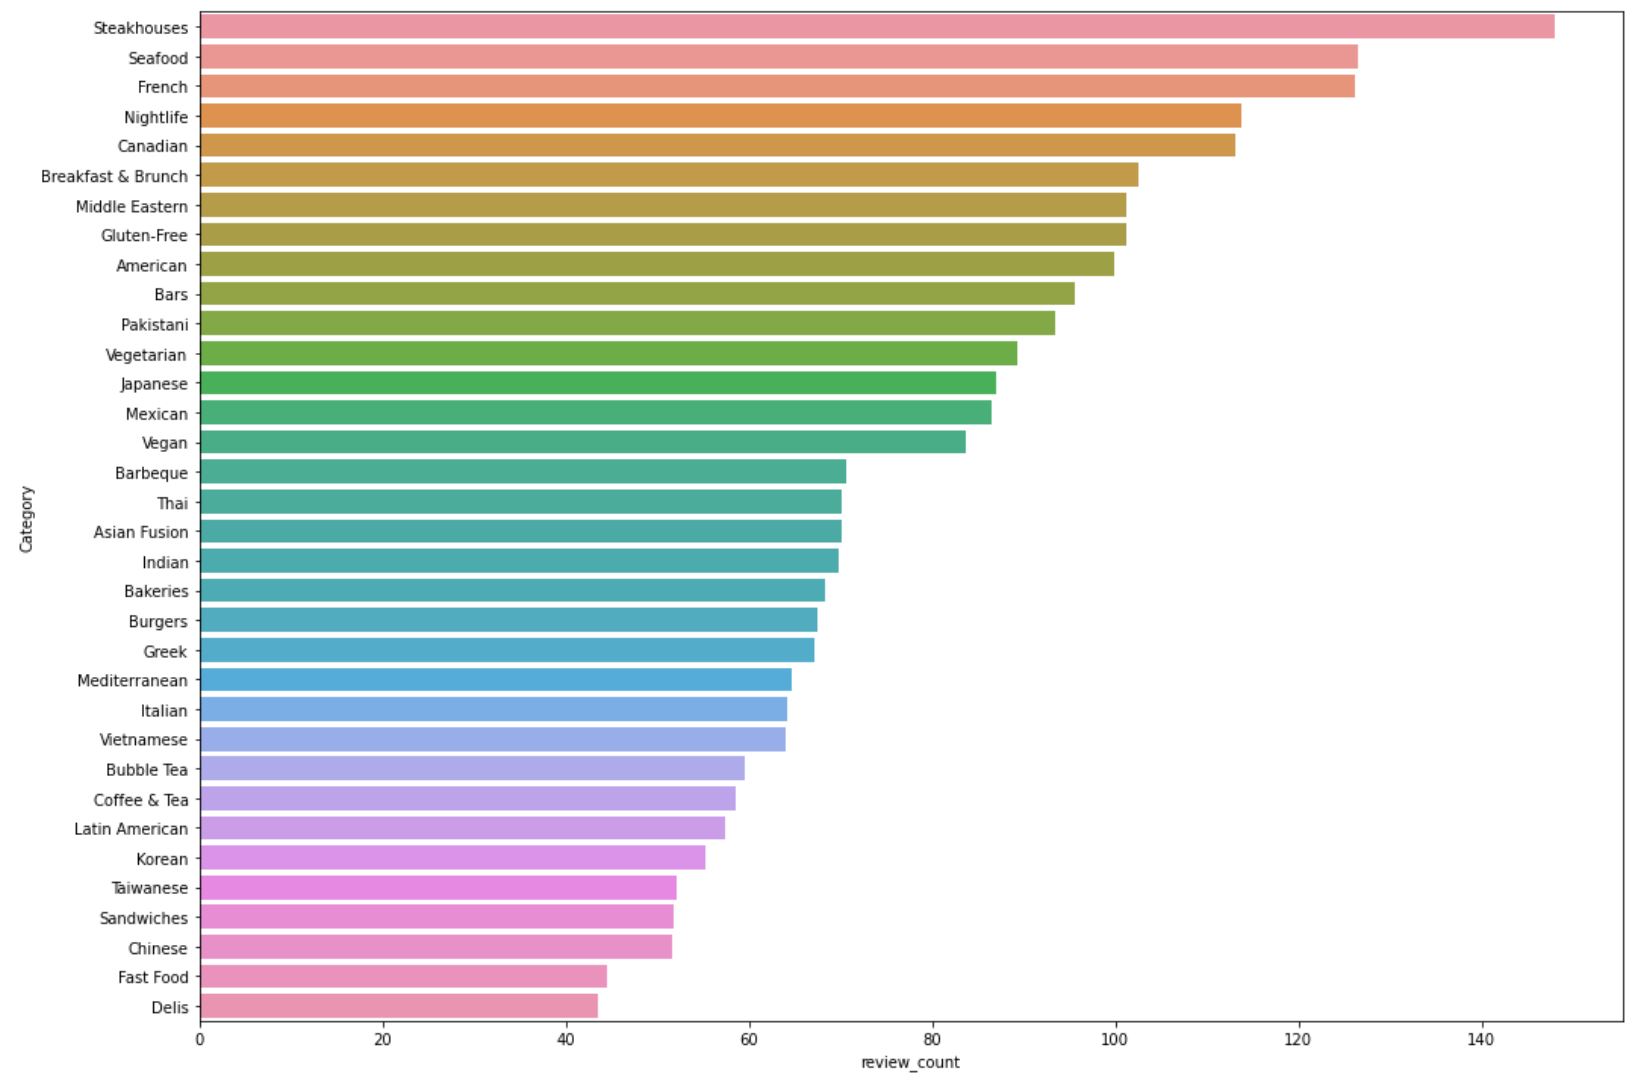 Steakhouses
Seafood
French
Nightlife
Canadian
Breakfast & Brunch
Middle Eastern
Gluten-Free
American
Bars
Pakistani
Vegetarian
Japanese
Mexican
Vegan
Barbeque
Thai
Asian Fusion
Indian
Bakeries
Burgers
Greek
Mediterranean
Italian
Vietnamese
Bubble Tea
Coffee & Tea
Latin American
Korean
Taiwanese
Sandwiches
Chinese
Fast Food
Delis
Category
0 20 40 60 80 100 120 140
review_count